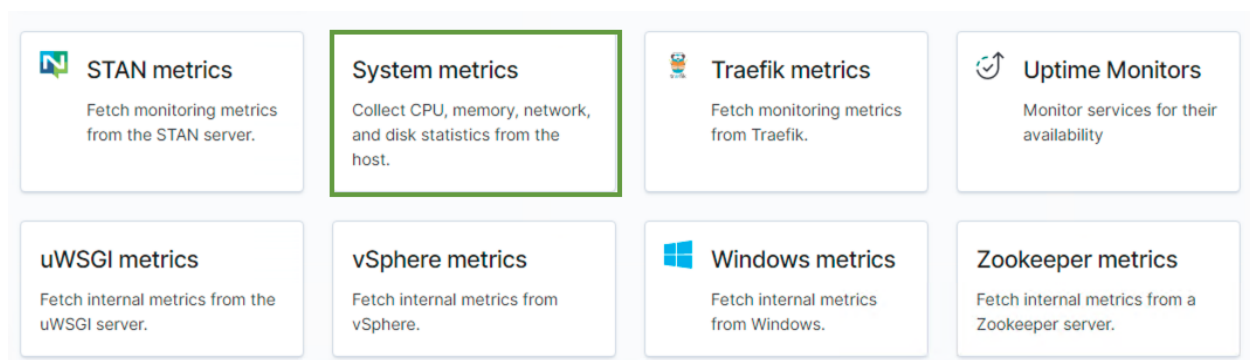 STAN metrics
Fetch monitoring metrics
from the STAN server.
System metrics
Collect CPU, memory, network,
and disk statistics from the
host.
Traefik metrics
Fetch monitoring metrics
from Traefik.
Uptime Monitors
Monitor services for their
availability
uWSGI metrics
Fetch internal metrics from the
uWSGI server.
vSphere metrics
Fetch internal metrics from
vSphere.
Windows metrics
Fetch internal metrics
from Windows.
Zookeeper metrics
Fetch internal metrics from a
Zookeeper server.